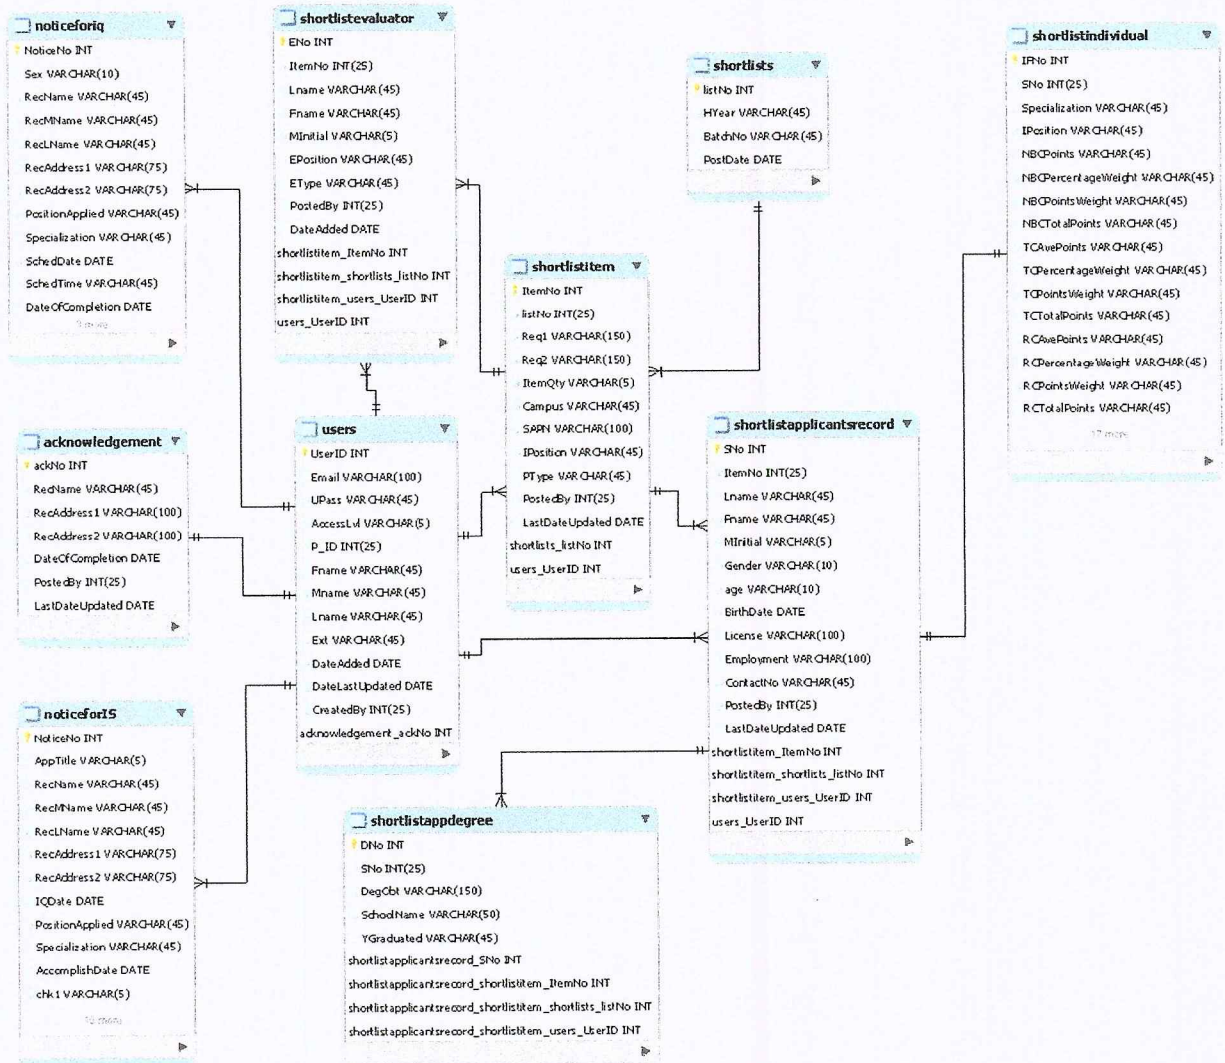 noticeforiq
NoticeNo INT
Sex VARCHAR(10)
RecName VARCHAR(45)
RecMName VARCHAR(45)
RecLName VARCHAR(45)
RecAddress1 VARCHAR(75)
RecAddress2 VARCHAR(75)
PositionApplied VARCHAR(45)
Specialization VARCHAR(45)
SchedDate DATE
SchedTime VARCHAR(45)
DateOfCompletion DATE
shortlistevaluator
ENo INT
ItemNo INT(25)
Lname VARCHAR(45)
Fname VARCHAR(45)
MInitial VARCHAR(5)
EPosition VARCHAR(45)
EType VARCHAR(45)
PostedBy INT(25)
DateAdded DATE
shortlistitem_ItemNo INT
shortlistitem_shortlists_listNo INT
shortlistitem_users_UserID INT
users_UserID INT
shortlists
listNo INT
HYear VARCHAR(45)
BatchNo VARCHAR(45)
PostDate DATE
shortlistindividual
IFNo INT
SNo INT(25)
Specialization VARCHAR(45)
IPosition VARCHAR(45)
NBCPoints VARCHAR(45)
NBCPercentageWeight VARCHAR(45)
NBCPointsWeight VARCHAR(45)
NBCTotalPoints VARCHAR(45)
TCAvePoints VARCHAR(45)
TCPercentageWeight VARCHAR(45)
TCPointsWeight VARCHAR(45)
TCTotalPoints VARCHAR(45)
RCAvePoints VARCHAR(45)
RCPercentageWeight VARCHAR(45)
RCPointsWeight VARCHAR(45)
RCTotalPoints VARCHAR(45)
17 more
shortlistitem
ItemNo INT
listNo INT(25)
Req1 VARCHAR(150)
Req2 VARCHAR(150)
ItemQty VARCHAR(5)
Campus VARCHAR(45)
SAPN VARCHAR(100)
IPosition VARCHAR(45)
PType VARCHAR(45)
PostedBy INT(25)
LastDateUpdated DATE
shortlists_listNo INT
users_UserID INT
acknowledgement
ackNo INT
RecName VARCHAR(45)
RecAddress1 VARCHAR(100)
RecAddress2 VARCHAR(100)
DateOfCompletion DATE
PostedBy INT(25)
LastDateUpdated DATE
users
UserID INT
Email VARCHAR(100)
UPass VARCHAR(45)
AccessLvl VARCHAR(5)
P_ID INT(25)
Fname VARCHAR(45)
Mname VARCHAR(45)
Lname VARCHAR(45)
Ext VARCHAR(45)
DateAdded DATE
DateLastUpdated DATE
CreatedBy INT(25)
acknowledgement_ackNo INT
shortlistapplicantsrecord
SNo INT
ItemNo INT(25)
Lname VARCHAR(45)
Fname VARCHAR(45)
MInitial VARCHAR(5)
Gender VARCHAR(10)
age VARCHAR(10)
BirthDate DATE
License VARCHAR(100)
Employment VARCHAR(100)
ContactNo VARCHAR(45)
PostedBy INT(25)
LastDateUpdated DATE
shortlistitem_ItemNo INT
shortlistitem_shortlists_listNo INT
shortlistitem_users_UserID INT
users_UserID INT
noticeforIS
NoticeNo INT
AppTitle VARCHAR(5)
RecName VARCHAR(45)
RecMName VARCHAR(45)
RecLName VARCHAR(45)
RecAddress1 VARCHAR(75)
RecAddress2 VARCHAR(75)
IQDate DATE
PositionApplied VARCHAR(45)
Specialization VARCHAR(45)
AccomplishDate DATE
chk1 VARCHAR(5)
shortlistappdegree
DNo INT
SNo INT(25)
DegObt VARCHAR(150)
SchoolName VARCHAR(50)
YGraduated VARCHAR(45)
shortlistapplicantsrecord_SNo INT
shortlistapplicantsrecord_shortlistitem_ItemNo INT
shortlistapplicantsrecord_shortlistitem_shortlists_listNo INT
shortlistapplicantsrecord_shortlistitem_users_UserID INT